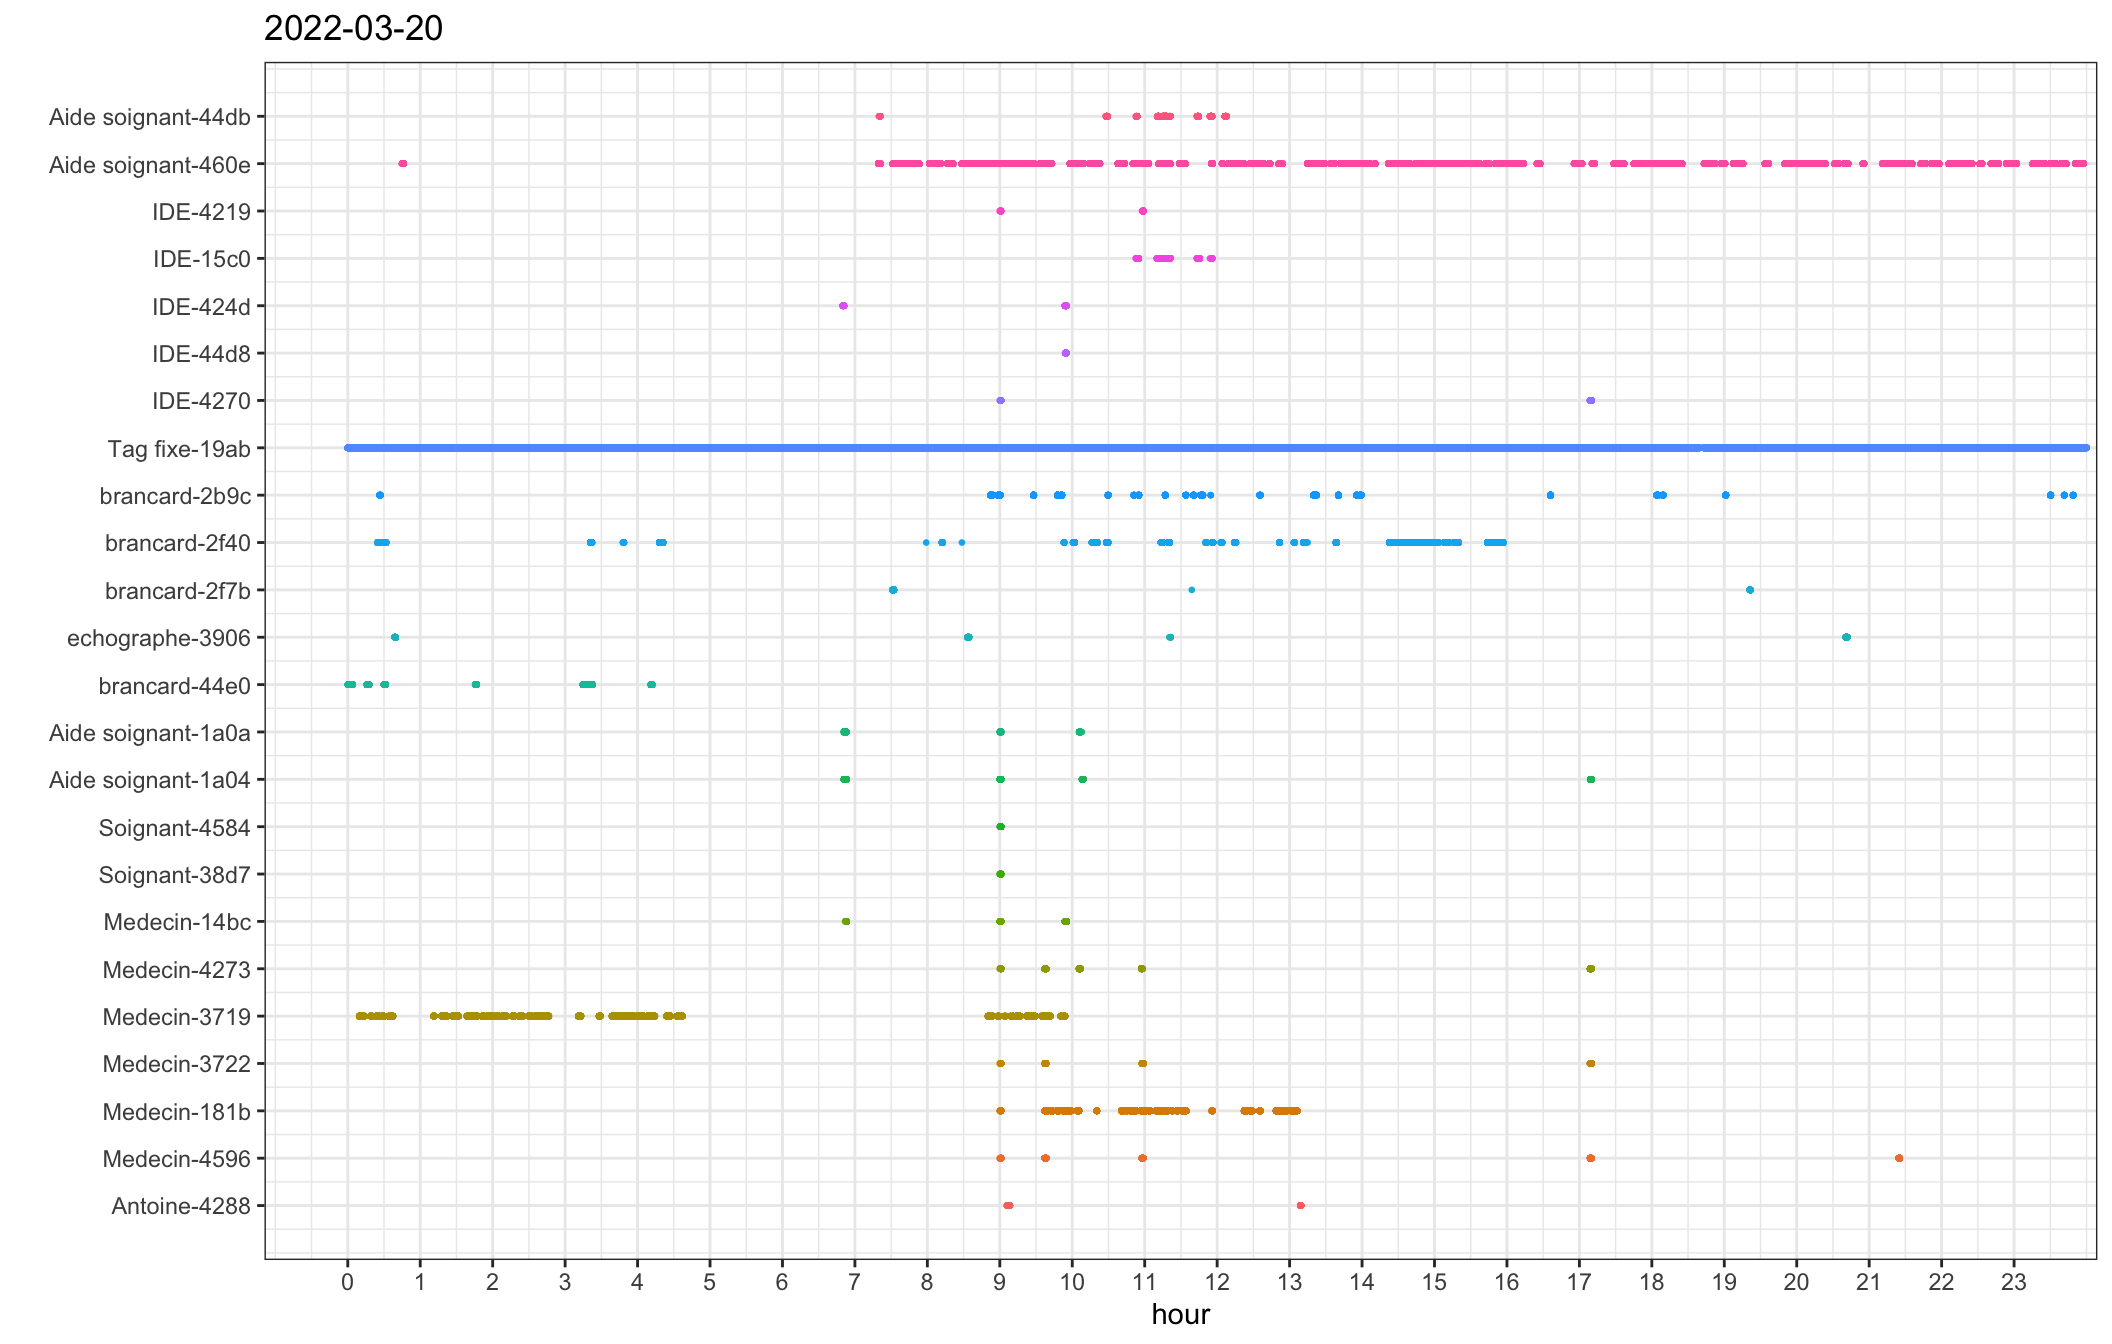 2022-03-20
Aide soignant-44db
Aide soignant-460e
IDE-4219
IDE-15c0
IDE-424d
IDE-44d8
IDE-4270
Tag fixe-19ab
brancard-2b9c
brancard-2f40
brancard-2f7b
echographe-3906
brancard-44e0
Aide soignant-1a0a
Aide soignant-1a04
Soignant-4584
Soignant-38d7
Medecin-14bc
Medecin-4273
Medecin-3719
Medecin-3722
Medecin-181b
Medecin-4596
Antoine-4288
0 1 2 3 4 5 6 7 8 9 10 11 12 13 14 15 16 17 18 19 20 21 22 23
hour